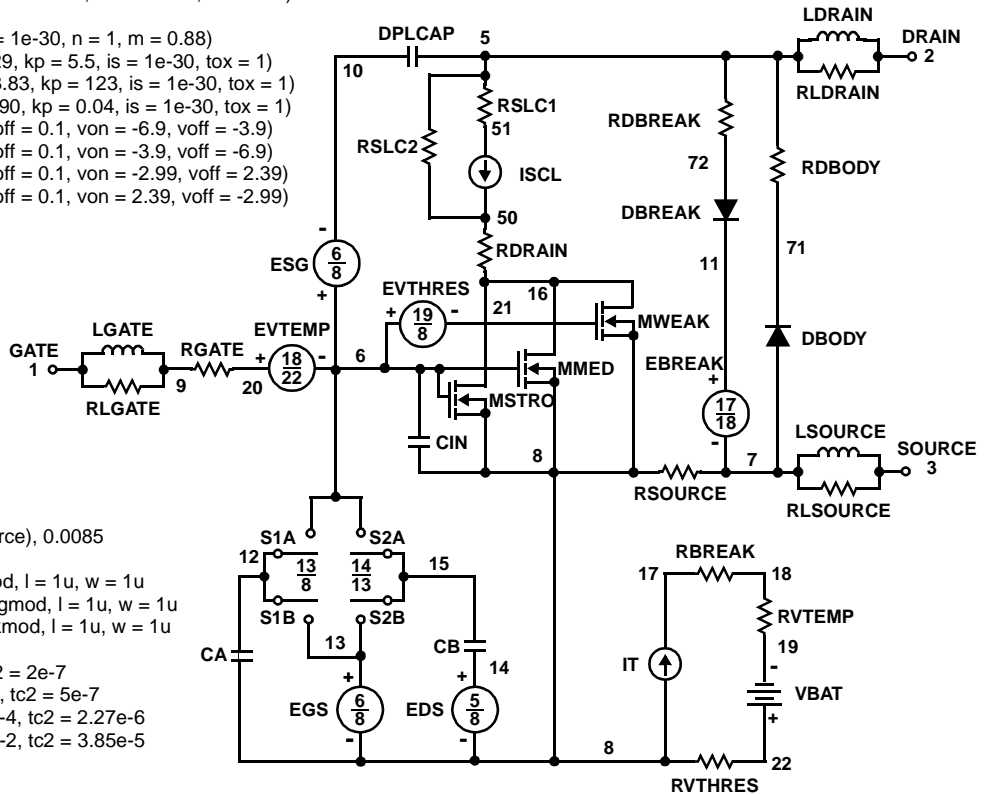 = 1e-30, n = 1, m = 0.88)
kp = 5.5, is = 1e-30, tox = 1)
kp = 123, is = 1e-30, tox = 1)
90, kp = 0.04, is = 1e-30, tox = 1)
off = 0.1, von = -6.9, voff = -3.9)
off = 0.1, von = -3.9, voff = -6.9)
off = 0.1, von = -2.99, voff = 2.39)
off = 0.1, von = 2.39, voff = -2.99)
rce), 0.0085
od, l = 1u, w = 1u
gmod, l = 1u, w = 1u
kmod, l = 1u, w = 1u
2 = 2e-7
, tc2 = 5e-7
-4, tc2 = 2.27e-6
-2, tc2 = 3.85e-5
LDRAIN
DPLCAP
5
DRAIN
2
10
RLDRAIN
RSLC1
51
RDBREAK
RSLC2
72
RDBODY
ISCL
DBREAK
50
RDRAIN
71
-
ESG
6
8
+
11
EVTHRES
+
19
8
-
21
16
MWEAK
LGATE
EVTEMP
DBODY
GATE
1
RGATE
+
18
22
-
6
MMED
EBREAK
+
9
20
RLGATE
MSTRO
17
18
-
CIN
LSOURCE
8
7
SOURCE
3
RSOURCE
RLSOURCE
S1A
S2A
12
13
8
14
13
15
RBREAK
17
18
S1B
S2B
RVTEMP
13
CB
19
CA
14
IT
-
VBAT
+
+
+
EGS
6
8
EDS
5
8
-
-
8
22
RVTHRES